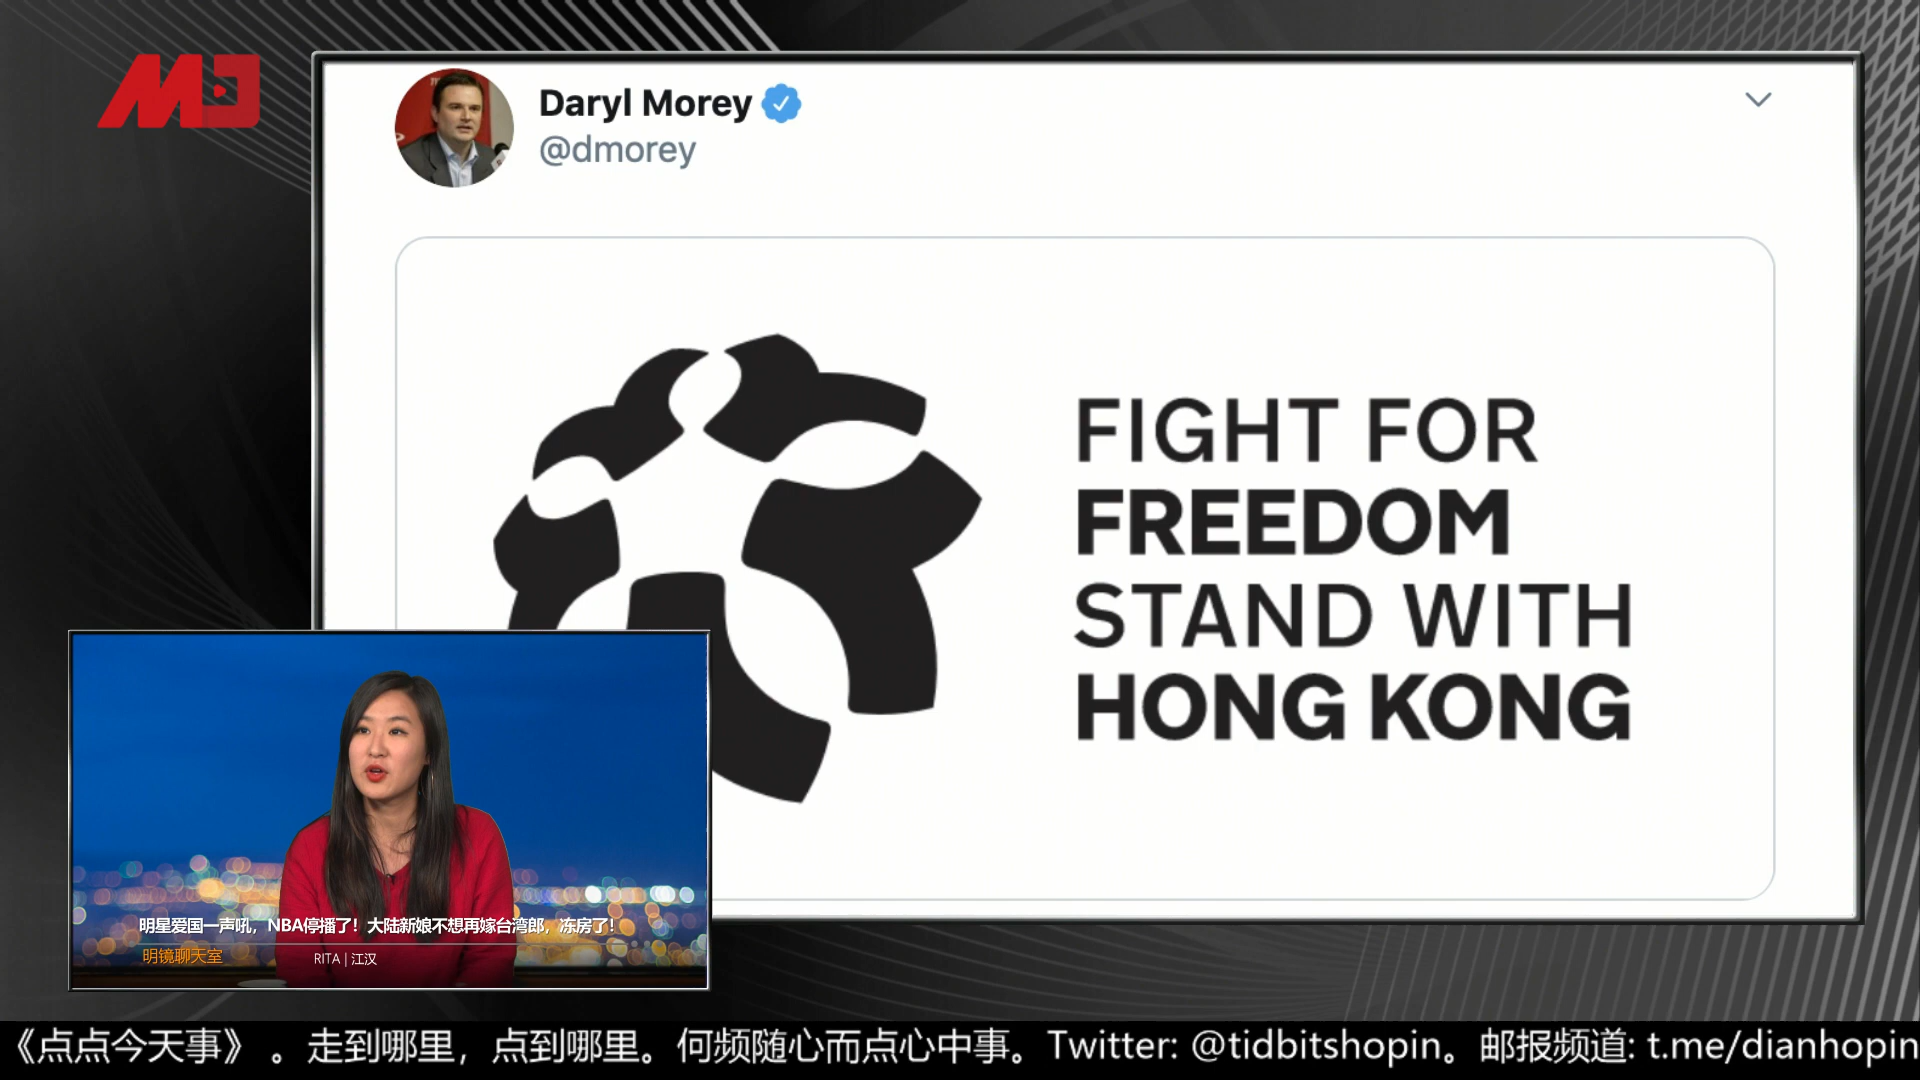 MJ
Daryl Morey
@dmorey
FIGHT FOR
FREEDOM
STAND WITH
HONG KONG
明星爱国一声吼，NBA停播了！大陆新娘不想再嫁台湾郎，冻房了！
明镜聊天室
RITA | 江汉
《点点今天事》 。走到哪里，点到哪里。何频随心而点心中事。Twitter: @tidbitshopin。邮报频道: t.me/dianhopin